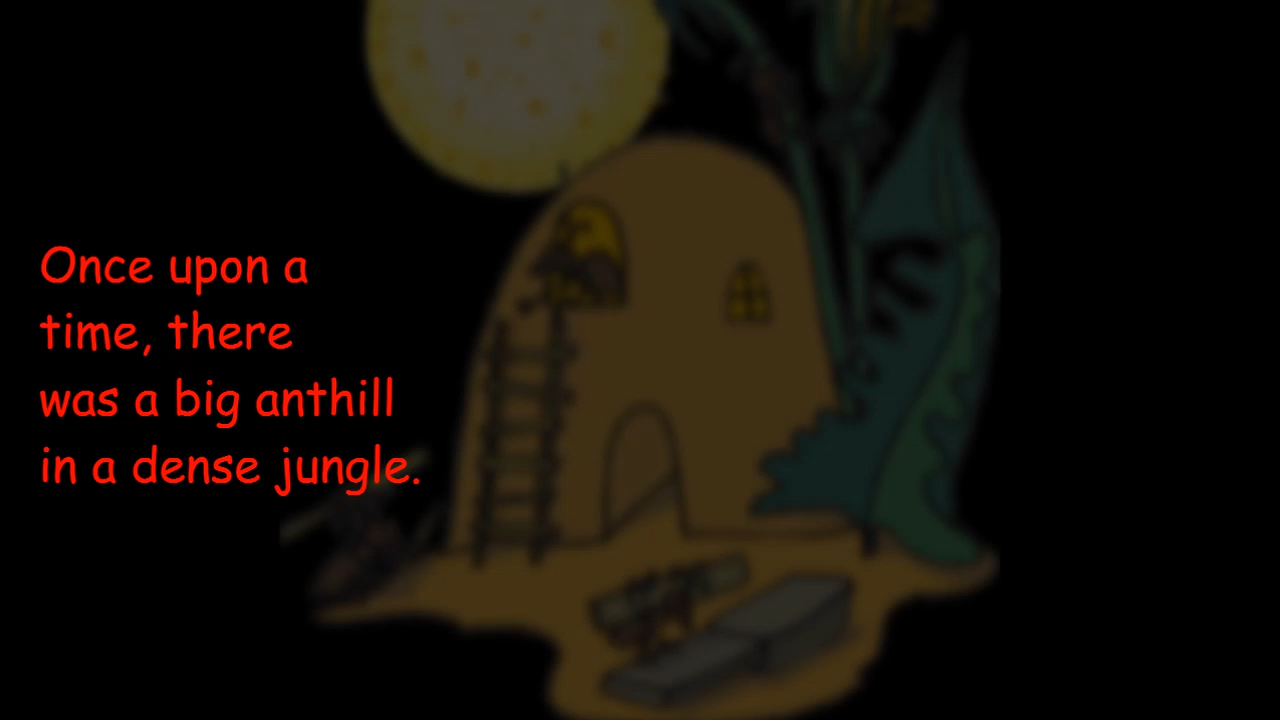 Once upon a
time, there
was a big anthill
in a dense jungle.